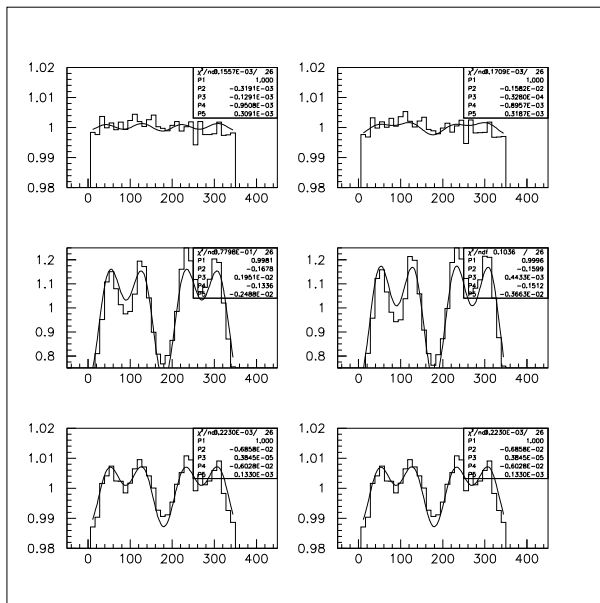 χ²/ndf 0.1557E-03/ 26
P1 1.000
P2 -0.3191E-03
P3 -0.1291E-03
P4 -0.9508E-03
P5 0.3091E-03
1.02
1.01
1
0.99
0.98
0 100 200 300 400
χ²/ndf 0.1709E-03/ 26
P1 1.000
P2 -0.1582E-02
P3 -0.3280E-04
P4 -0.8957E-03
P5 0.3187E-03
1.02
1.01
1
0.99
0.98
0 100 200 300 400
χ²/ndf 0.7798E-01/ 26
P1 0.9981
P2 -0.1678
P3 0.1951E-02
P4 -0.1336
P5 -0.2488E-02
1.2
1.1
1
0.9
0.8
0 100 200 300 400
χ²/ndf 0.1036 / 26
P1 0.9996
P2 -0.1599
P3 0.4433E-03
P4 -0.1512
P5 -0.3663E-02
1.2
1.1
1
0.9
0.8
0 100 200 300 400
χ²/ndf 0.2230E-03/ 26
P1 1.000
P2 -0.6858E-02
P3 0.3845E-05
P4 -0.6028E-02
P5 0.1330E-03
1.02
1.01
1
0.99
0.98
0 100 200 300 400
χ²/ndf 0.2230E-03/ 26
P1 1.000
P2 -0.6858E-02
P3 0.3845E-05
P4 -0.6028E-02
P5 0.1330E-03
1.02
1.01
1
0.99
0.98
0 100 200 300 400